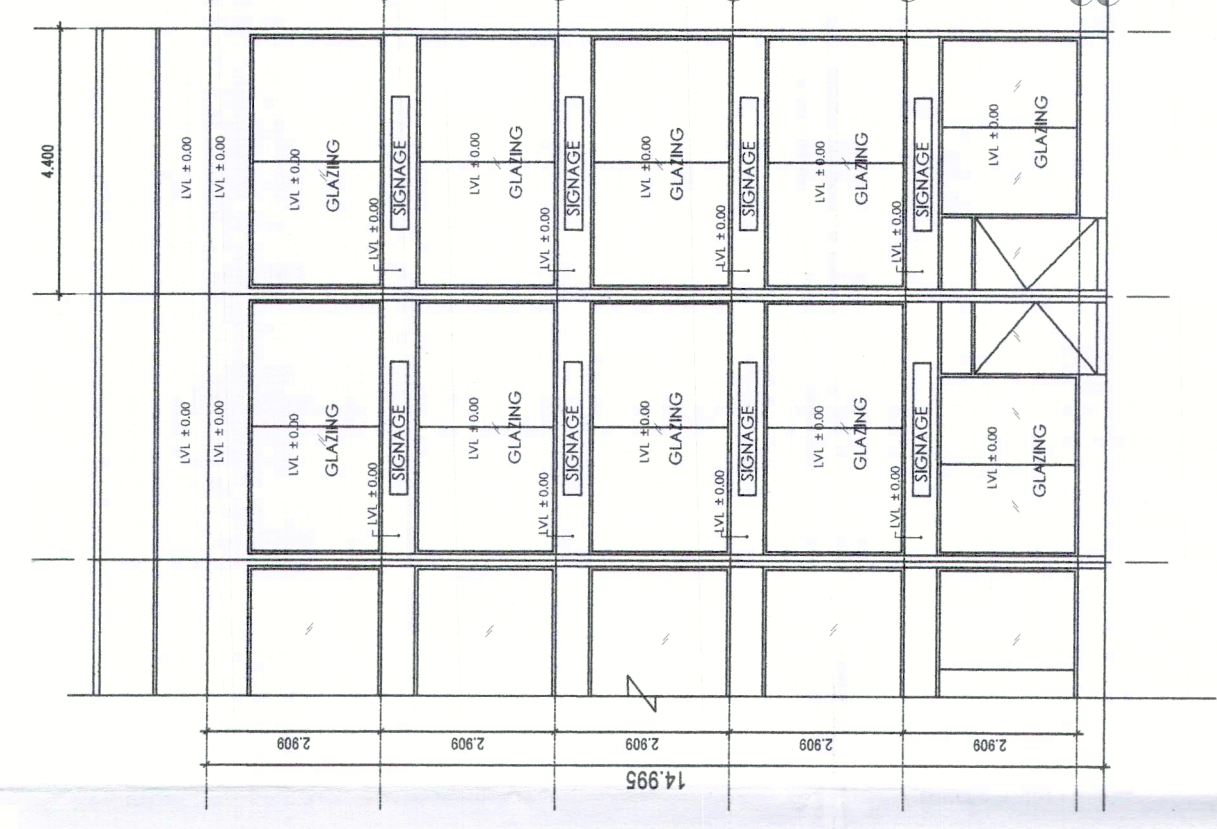 4.400
LVL ± 0.00
LVL ± 0.00
LVL ± 0.00
GLAZING
LVL ± 0.00
SIGNAGE
LVL ± 0.00
GLAZING
LVL ± 0.00
SIGNAGE
LVL ± 0.00
GLAZING
LVL ± 0.00
SIGNAGE
LVL ± 0.00
GLAZING
LVL ± 0.00
SIGNAGE
LVL ± 0.00
GLAZING
LVL ± 0.00
LVL ± 0.00
LVL ± 0.00
GLAZING
LVL ± 0.00
SIGNAGE
LVL ± 0.00
GLAZING
LVL ± 0.00
SIGNAGE
LVL ± 0.00
GLAZING
LVL ± 0.00
SIGNAGE
LVL ± 0.00
GLAZING
LVL ± 0.00
SIGNAGE
LVL ± 0.00
GLAZING
2.909
2.909
2.909
2.909
2.909
14.995